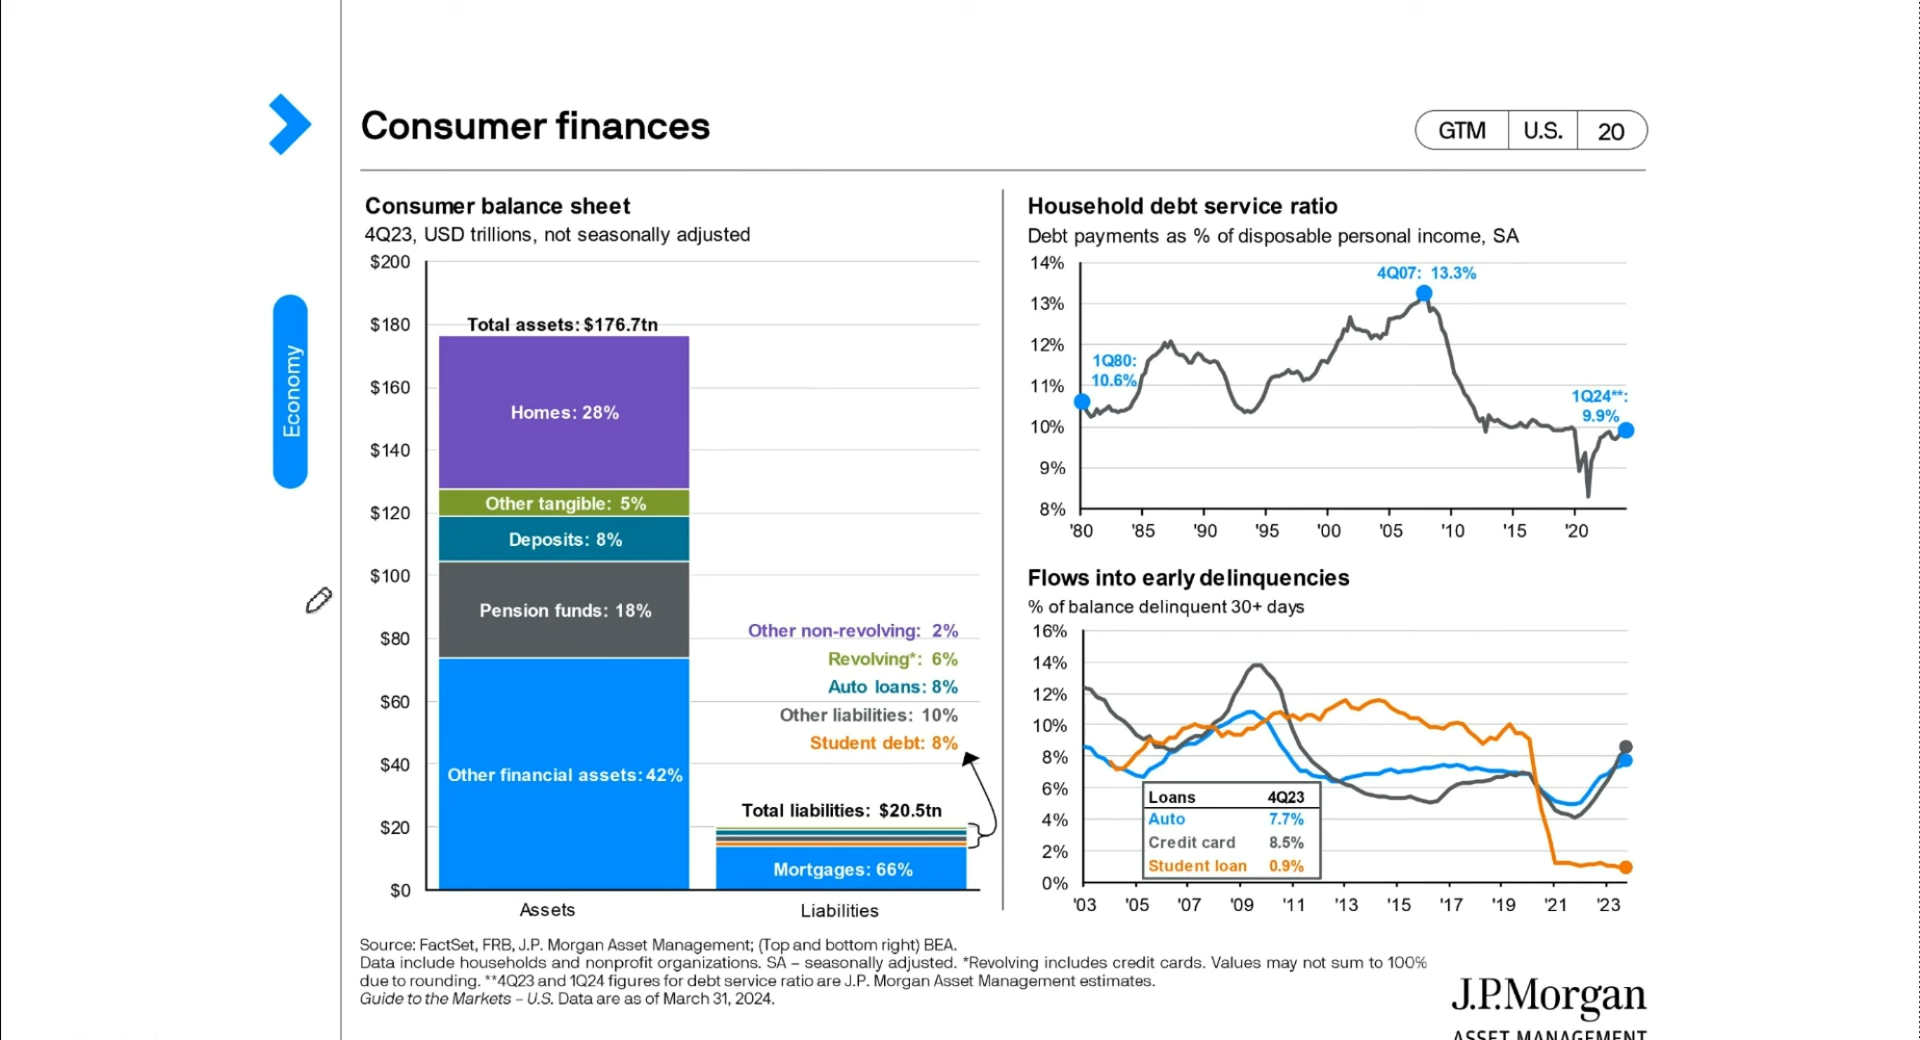 Consumer finances
GTM U.S. 20
Economy
Consumer balance sheet
4Q23, USD trillions, not seasonally adjusted
$200
$180
$160
$140
$120
$100
$80
$60
$40
$20
$0
Total assets: $176.7tn
Homes: 28%
Other tangible: 5%
Deposits: 8%
Pension funds: 18%
Other financial assets: 42%
Other non-revolving: 2%
Revolving*: 6%
Auto loans: 8%
Other liabilities: 10%
Student debt: 8%
Total liabilities: $20.5tn
Mortgages: 66%
Assets
Liabilities
Household debt service ratio
Debt payments as % of disposable personal income, SA
14%
13%
12%
11%
10%
9%
8%
4Q07: 13.3%
1Q80:
10.6%
1Q24**:
9.9%
'80 '85 '90 '95 '00 '05 '10 '15 '20
Flows into early delinquencies
% of balance delinquent 30+ days
16%
14%
12%
10%
8%
6%
4%
2%
0%
Loans 4Q23
Auto 7.7%
Credit card 8.5%
Student loan 0.9%
'03 '05 '07 '09 '11 '13 '15 '17 '19 '21 '23
Source: FactSet, FRB, J.P. Morgan Asset Management; (Top and bottom right) BEA.
Data include households and nonprofit organizations. SA – seasonally adjusted. *Revolving includes credit cards. Values may not sum to 100%
due to rounding. **4Q23 and 1Q24 figures for debt service ratio are J.P. Morgan Asset Management estimates.
Guide to the Markets – U.S. Data are as of March 31, 2024.
J.P.Morgan
ASSET MANAGEMENT